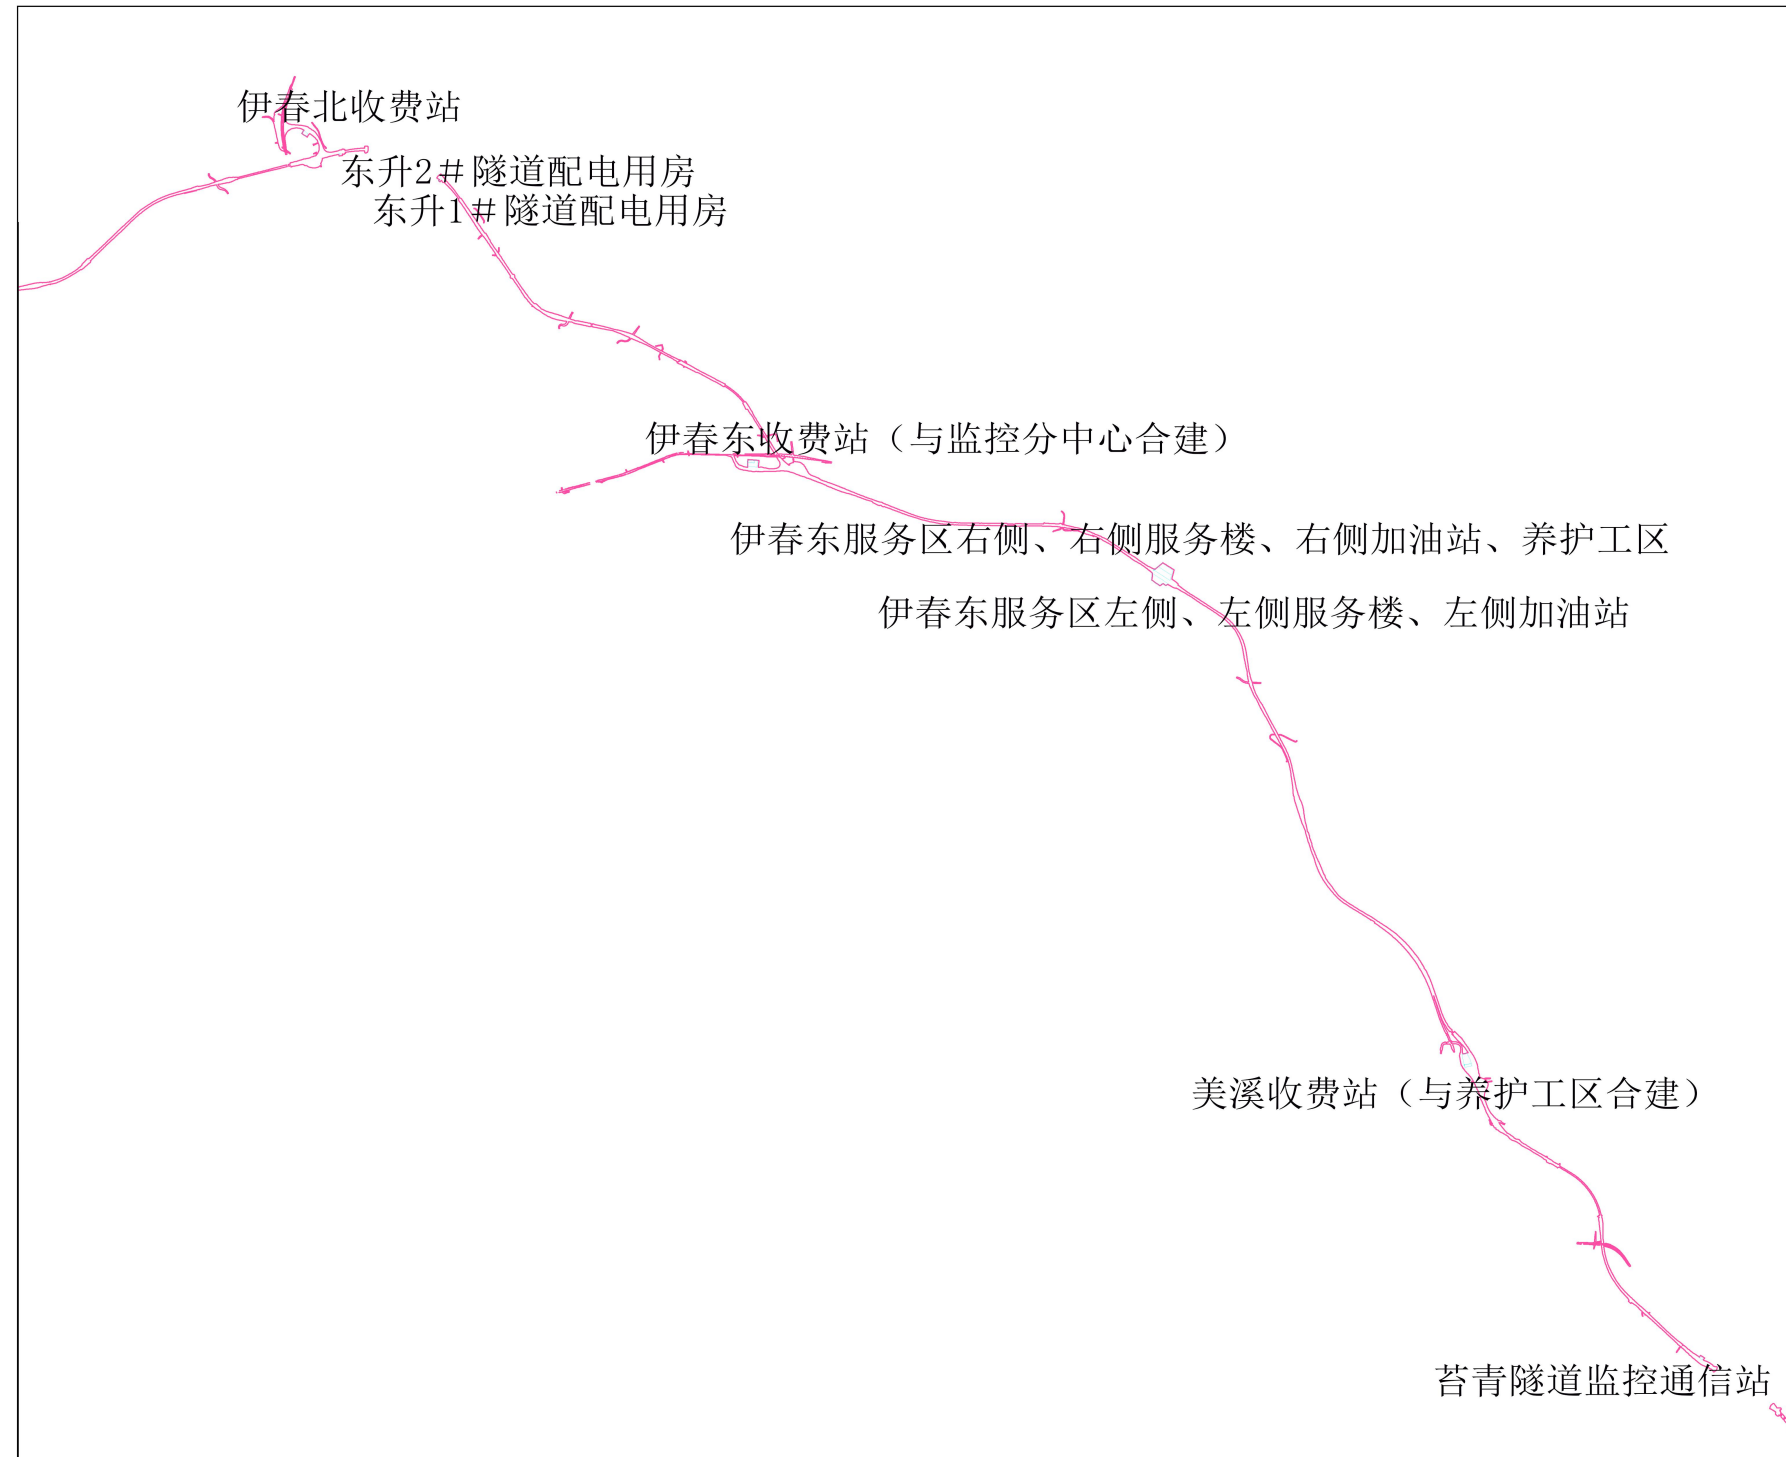 伊春北收费站
东升2＃隧道配电用房
东升1＃隧道配电用房
伊春东收费站（与监控分中心合建）
伊春东服务区右侧、右侧服务楼、右侧加油站、养护工区
伊春东服务区左侧、左侧服务楼、左侧加油站
美溪收费站（与养护工区合建）
苔青隧道监控通信站